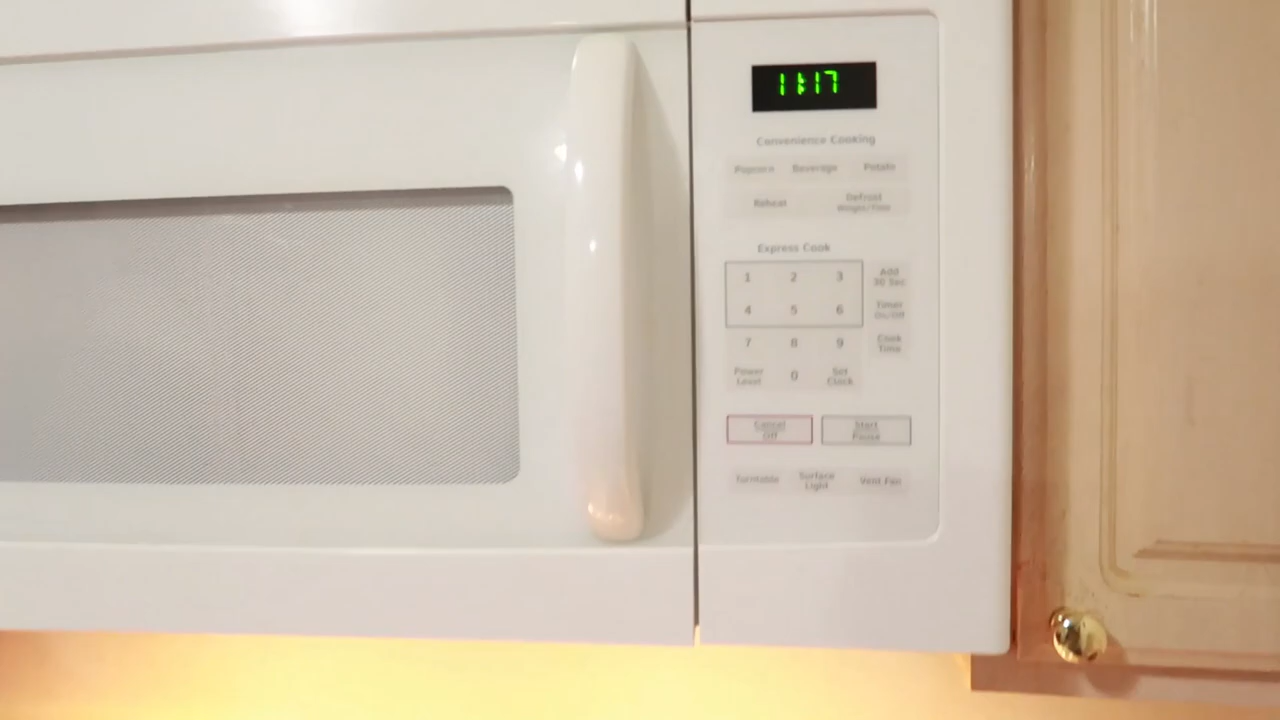 11:17
Convenience Cooking
Popcorn Beverage Potato
Reheat Defrost
Weight/Time
Express Cook
1 2 3 Add
30 Sec
4 5 6 Timer
On/Off
7 8 9 Cook
Time
Power
Level 0 Set
Clock
Cancel
Off
Start
Pause
Turntable Surface
Light Vent Fan